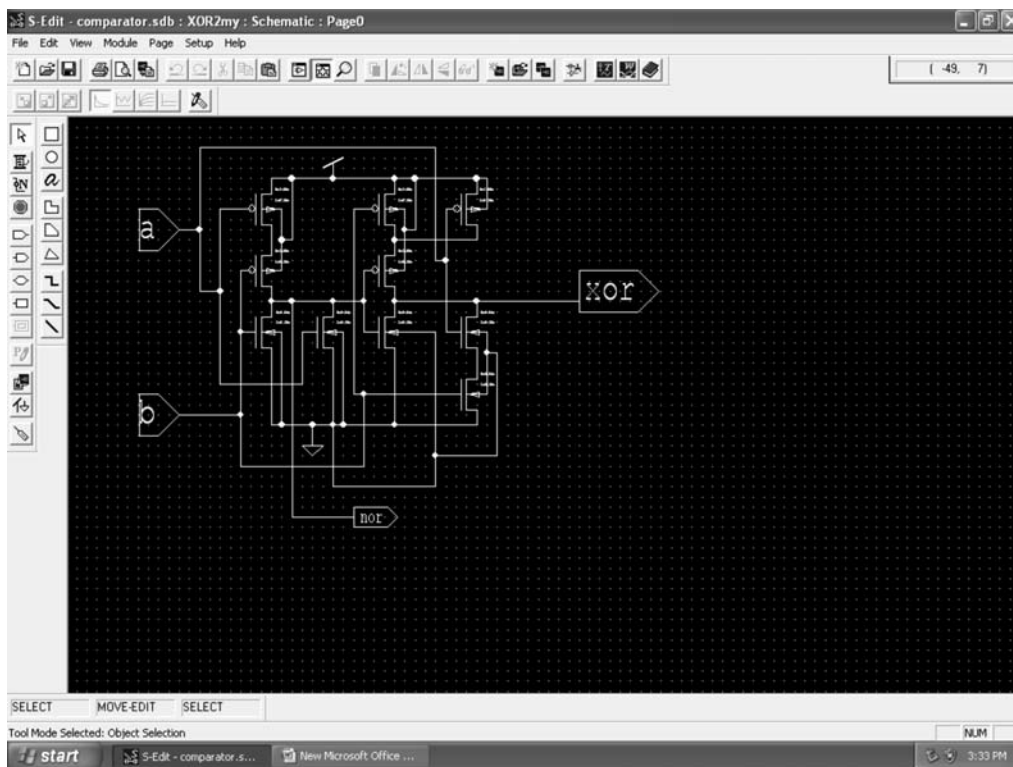 S-Edit - comparator.sdb : XOR2my : Schematic : Page0
File Edit View Module Page Setup Help
( -49, 7)
a
b
xor
nor
SELECT MOVE-EDIT SELECT
Tool Mode Selected: Object Selection
NUM
start
S-Edit - comparator.s...
New Microsoft Office ...
3:33 PM